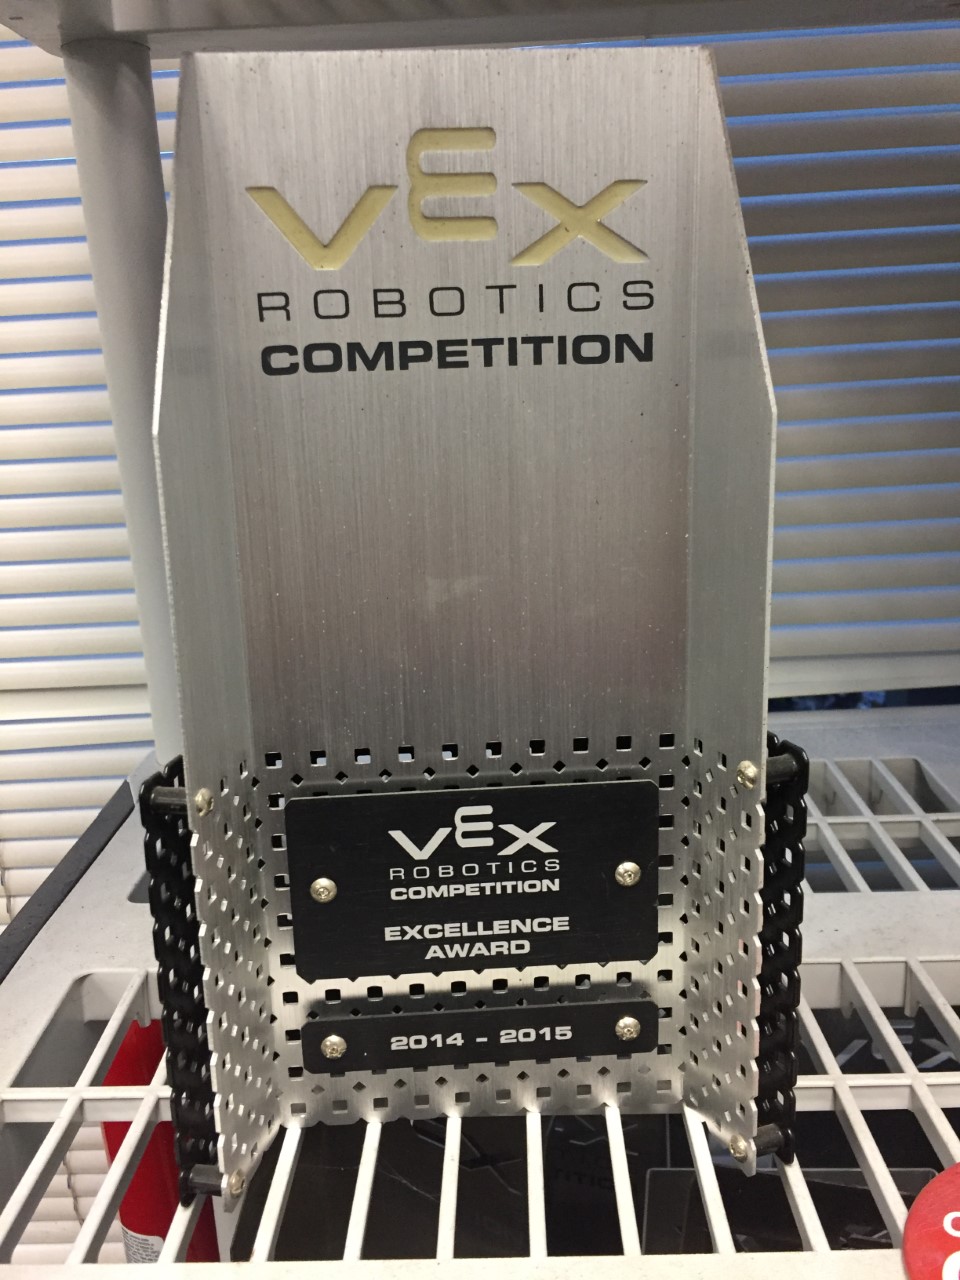 VEX
ROBOTICS
COMPETITION
VEX
ROBOTICS
COMPETITION
EXCELLENCE
AWARD
2014 - 2015